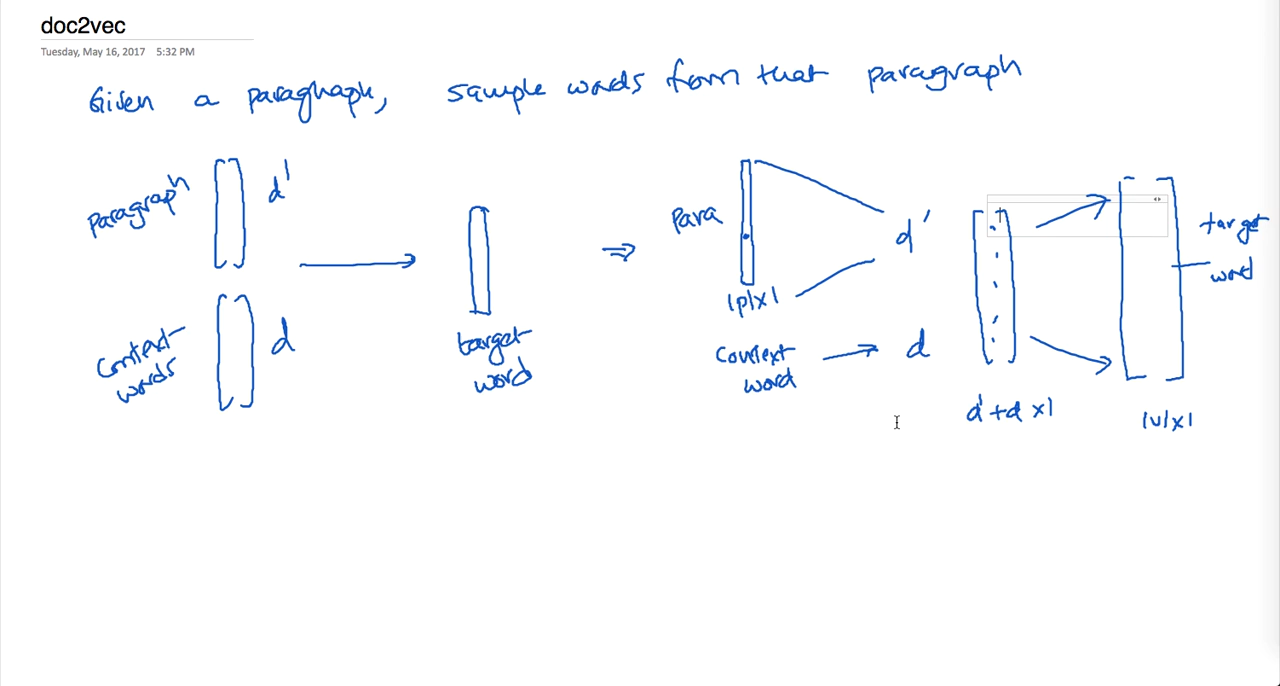 doc2vec
Tuesday, May 16, 2017 5:32 PM
Given a paragraph, sample words from that paragraph
Paragraph d'
Context words d
target word
⇒
Para
|p|x1
d'
Context word → d
d'+d x1
target word
|v|x1